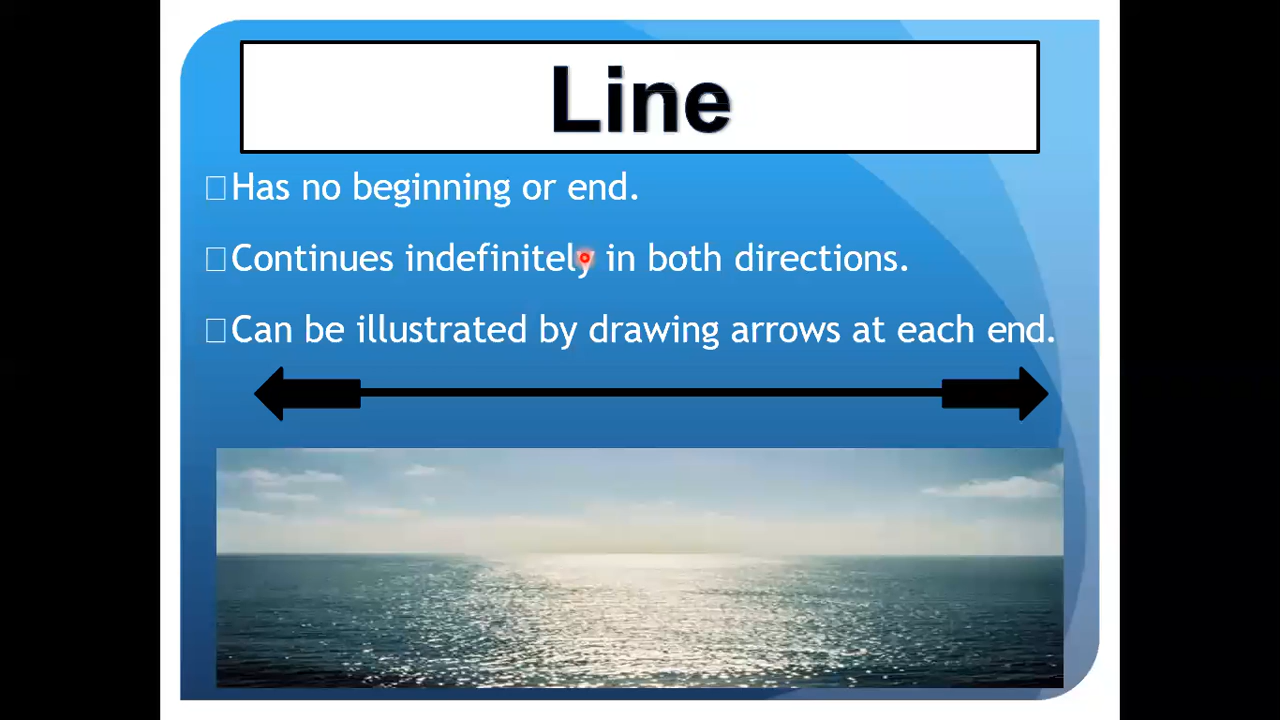 Line
Has no beginning or end.
Continues indefinitely in both directions.
Can be illustrated by drawing arrows at each end.